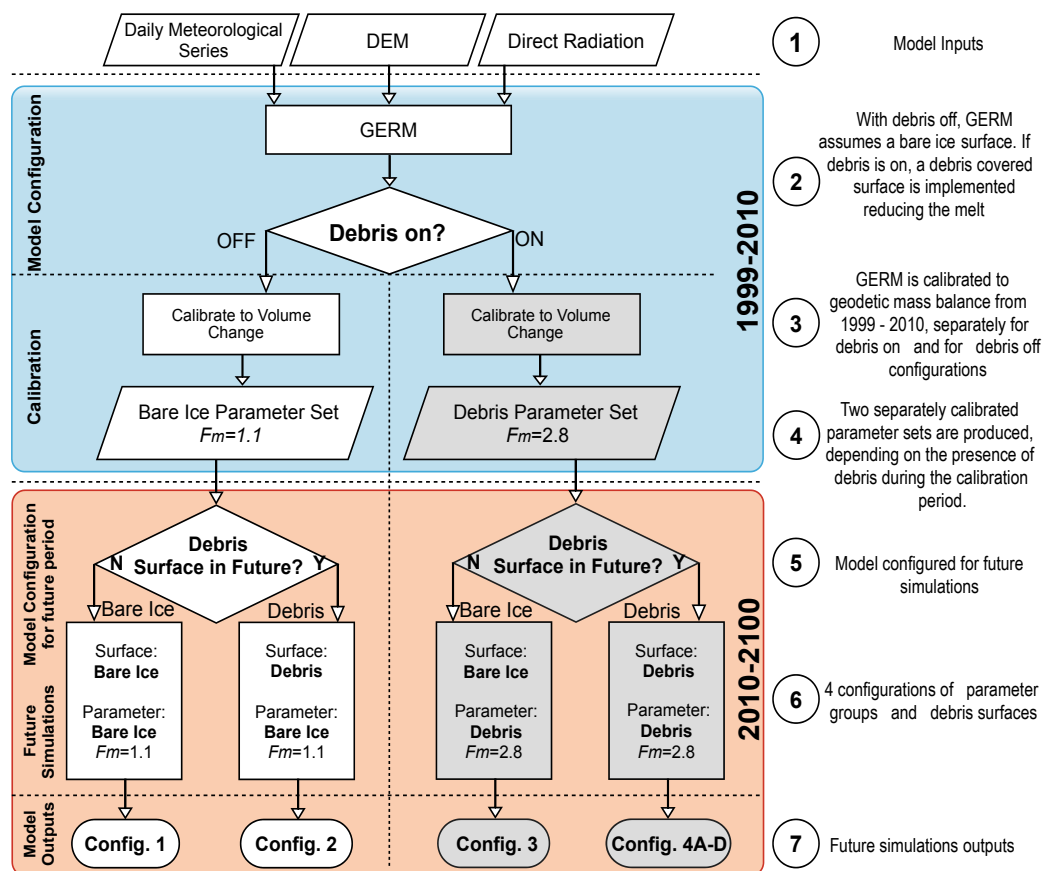 Daily Meteorological
Series
DEM
Direct Radiation
1
Model Inputs
Model Configuration
GERM
Debris on?
OFF
ON
1999-2010
2
With debris off, GERM
assumes a bare ice surface. If
debris is on, a debris covered
surface is implemented
reducing the melt
Calibration
Calibrate to Volume
Change
Calibrate to Volume
Change
3
GERM is calibrated to
geodetic mass balance from
1999 - 2010, separately for
debris on and for debris off
configurations
Bare Ice Parameter Set
Fm=1.1
Debris Parameter Set
Fm=2.8
4
Two separately calibrated
parameter sets are produced,
depending on the presence of
debris during the calibration
period.
Model Configuration
for future period
N
Debris
Surface in Future?
Y
N
Debris
Surface in Future?
Y
2010-2100
5
Model configured for future
simulations
Bare Ice
Debris
Bare Ice
Debris
Future
Simulations
Surface:
Bare Ice
Parameter:
Bare Ice
Fm=1.1
Surface:
Debris
Parameter:
Bare Ice
Fm=1.1
Surface:
Bare Ice
Parameter:
Debris
Fm=2.8
Surface:
Debris
Parameter:
Debris
Fm=2.8
6
4 configurations of parameter
groups and debris surfaces
Model
Outputs
Config. 1
Config. 2
Config. 3
Config. 4A-D
7
Future simulations outputs